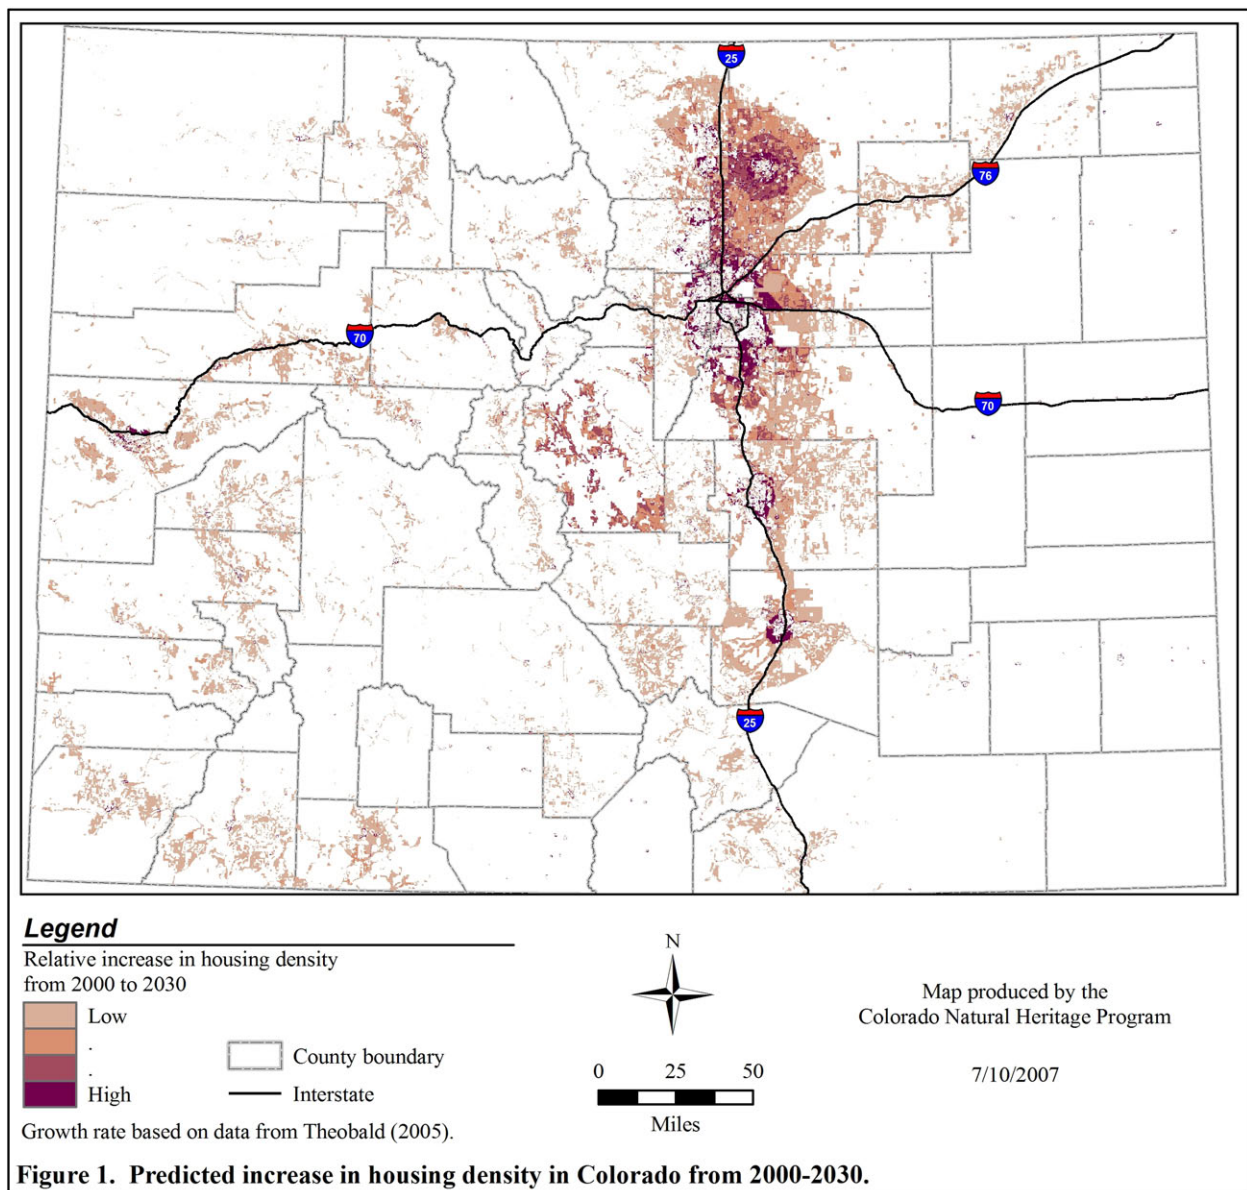 25
76
70
70
25
Legend
Relative increase in housing density
from 2000 to 2030
Low
.
.
High
County boundary
Interstate
Growth rate based on data from Theobald (2005).
N
0 25 50
Miles
Map produced by the
Colorado Natural Heritage Program
7/10/2007
Figure 1.  Predicted increase in housing density in Colorado from 2000-2030.